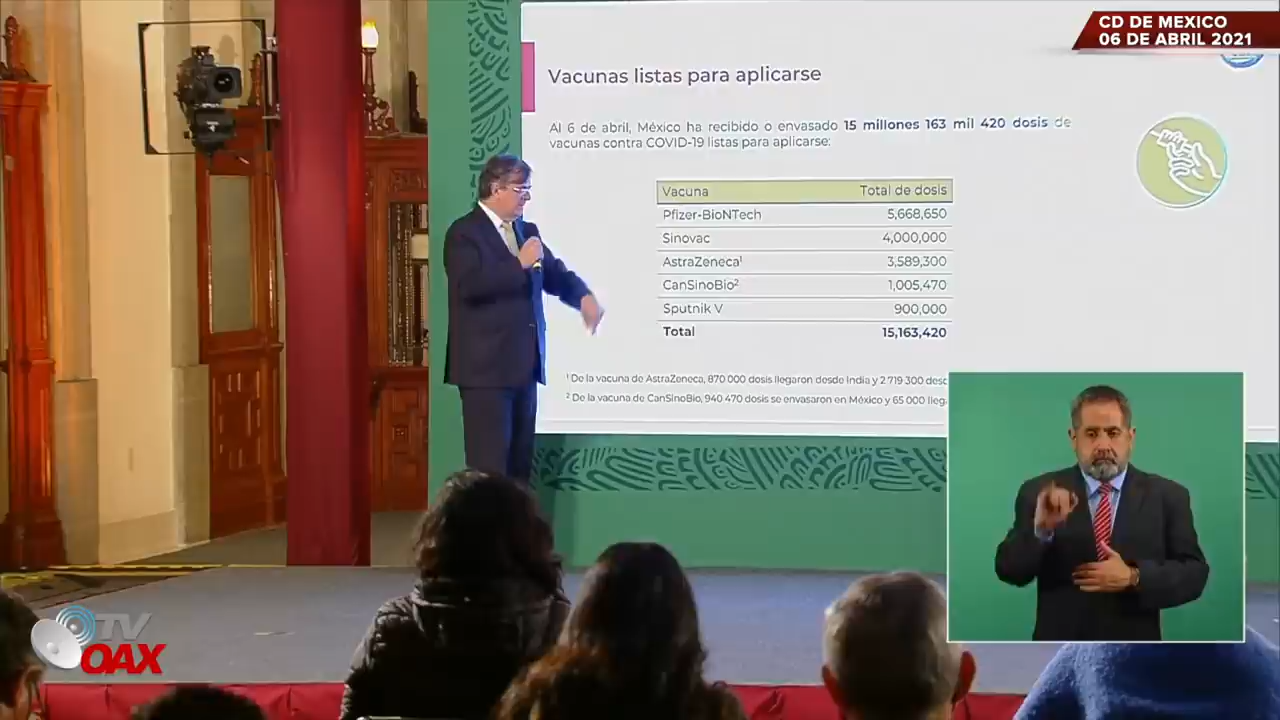 CD DE MEXICO
06 DE ABRIL 2021
Vacunas listas para aplicarse
Al 6 de abril, México ha recibido o envasado 15 millones 163 mil 420 dosis de
vacunas contra COVID-19 listas para aplicarse:
Vacuna Total de dosis
Pfizer-BioNTech 5,668,650
Sinovac 4,000,000
AstraZeneca¹ 3,589,300
CanSinoBio² 1,005,470
Sputnik V 900,000
Total 15,163,420
¹ De la vacuna de AstraZeneca, 870 000 dosis llegaron desde India y 2 719 300 desd
² De la vacuna de CanSinoBio, 940 470 dosis se envasaron en México y 65 000 lleg
TV
OAX